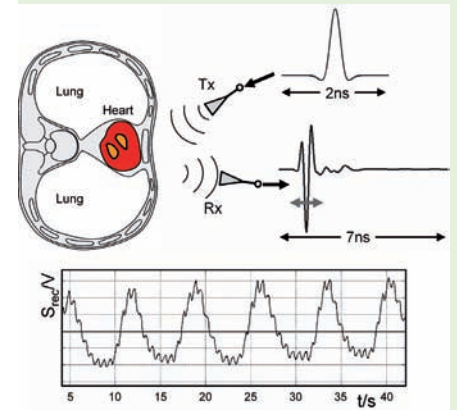 Lung
Heart
Lung
Tx
2ns
Rx
7ns
S_rec/V
5 10 15 20 25 30 35 40
t/s